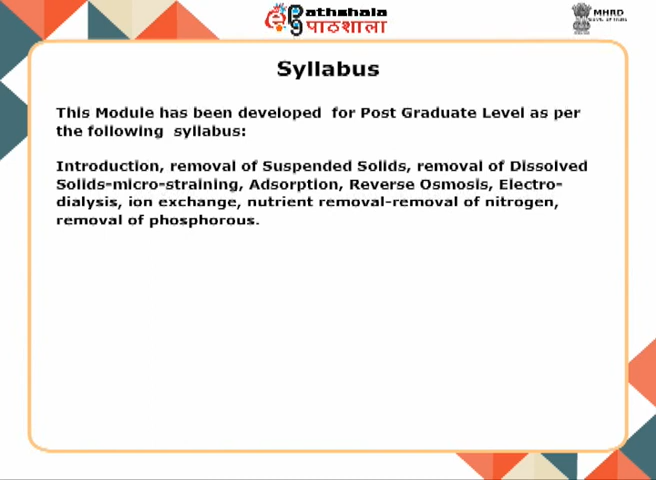 Pathshala
पाठशाला
MHRD
Syllabus
This Module has been developed for Post Graduate Level as per
the following syllabus:
Introduction, removal of Suspended Solids, removal of Dissolved
Solids-micro-straining, Adsorption, Reverse Osmosis, Electro-
dialysis, ion exchange, nutrient removal-removal of nitrogen,
removal of phosphorous.